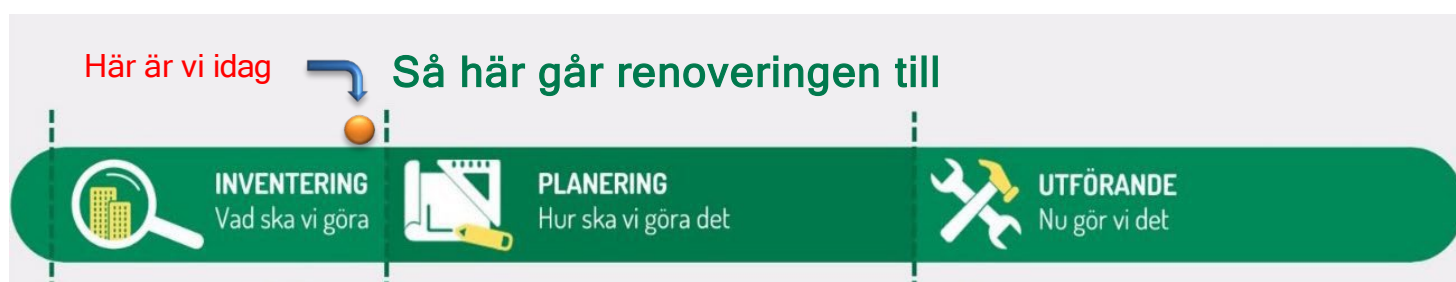 Här är vi idag
Så här går renoveringen till
INVENTERING
Vad ska vi göra
PLANERING
Hur ska vi göra det
UTFÖRANDE
Nu gör vi det